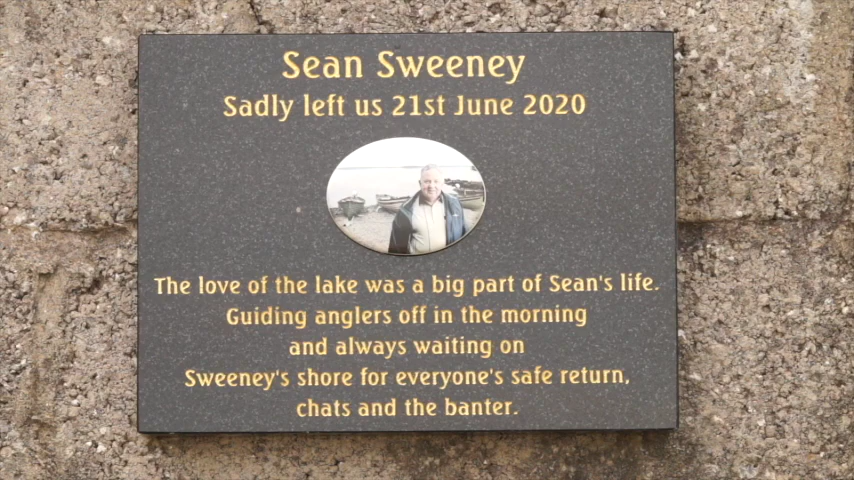 Sean Sweeney
Sadly left us 21st June 2020
The love of the lake was a big part of Sean's life.
Guiding anglers off in the morning
and always waiting on
Sweeney's shore for everyone's safe return,
chats and the banter.